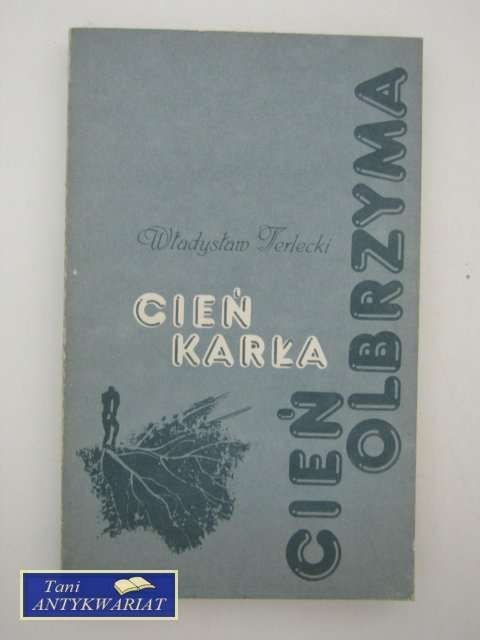 Władysław Terlecki
CIEŃ
KARŁA
CIEŃ
OLBRZYMA
Tani
ANTYKWARIAT